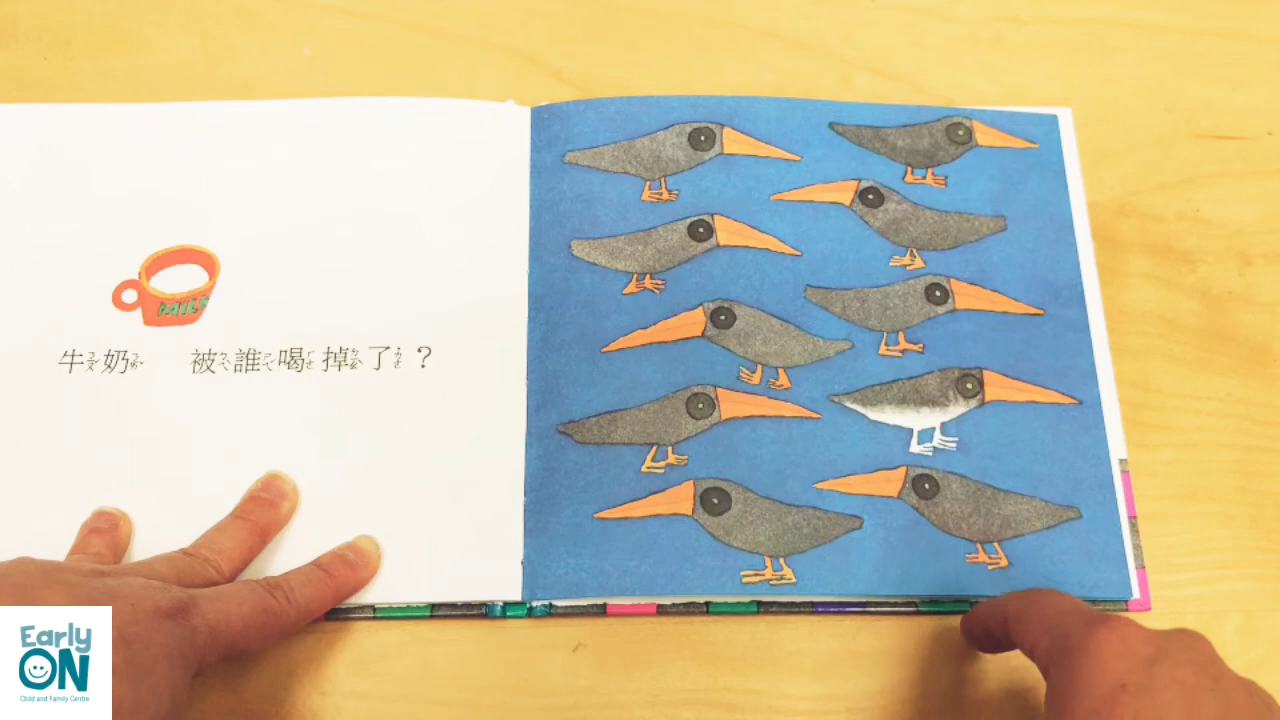 MILK
牛奶 被誰喝掉了？
Early
ON
Child and Family Centre